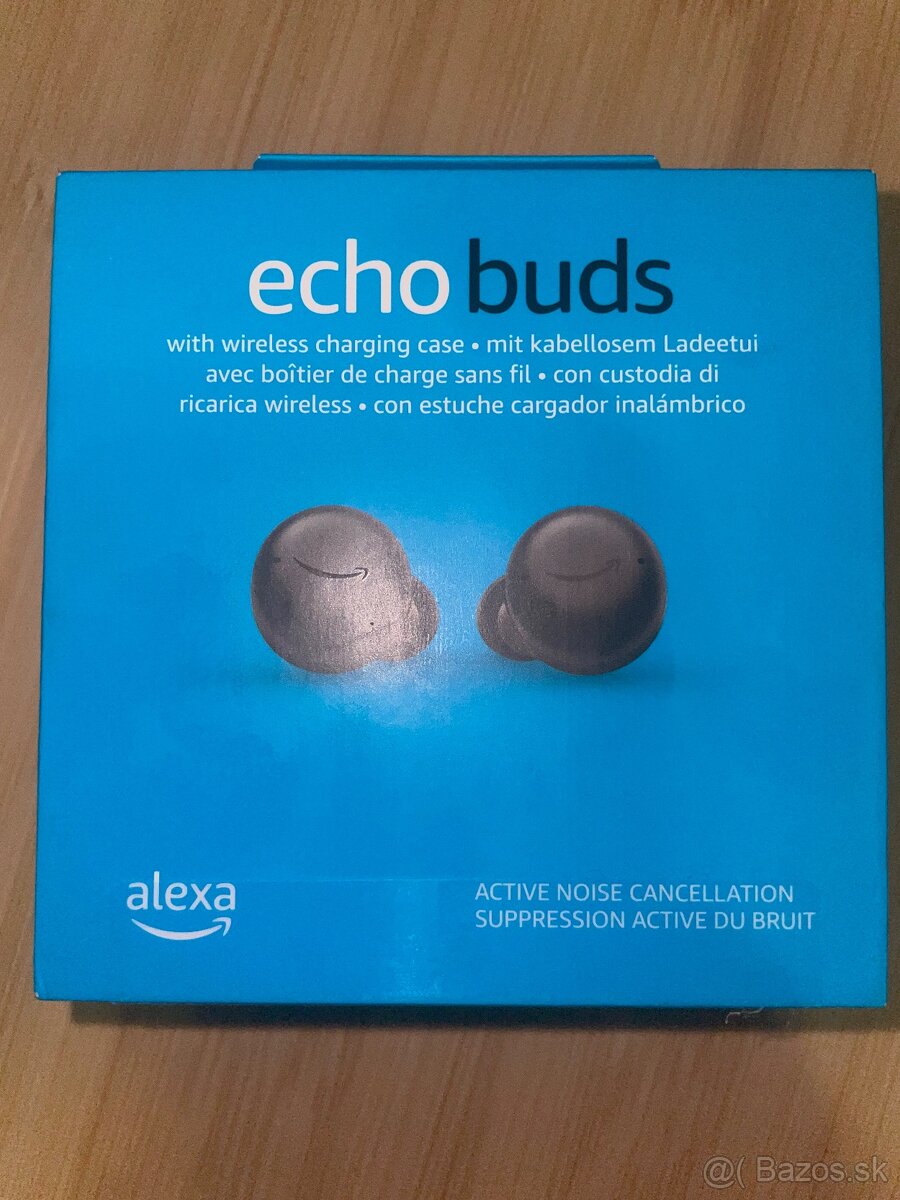 echo buds
with wireless charging case • mit kabellosem Ladeetui
avec boîtier de charge sans fil • con custodia di
ricarica wireless • con estuche cargador inalámbrico
alexa
ACTIVE NOISE CANCELLATION
SUPPRESSION ACTIVE DU BRUIT
@( Bazos.sk